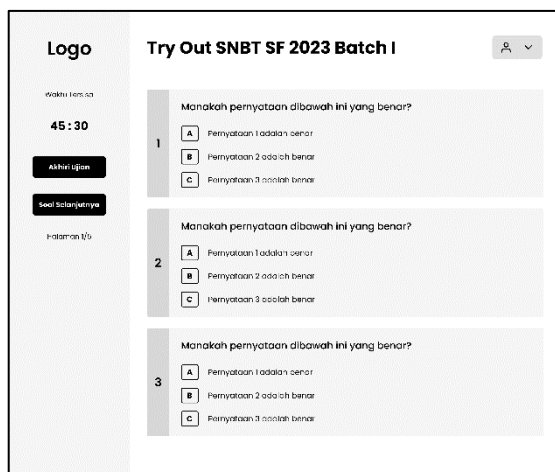 Logo
Try Out SNBT SF 2023 Batch I
Waktu Tersisa
45 : 30
Akhiri Ujian
Soal Selanjutnya
Halaman 1/5
1
Manakah pernyataan dibawah ini yang benar?
A Pernyataan 1 adalah benar
B Pernyataan 2 adalah benar
C Pernyataan 3 adalah benar
2
Manakah pernyataan dibawah ini yang benar?
A Pernyataan 1 adalah benar
B Pernyataan 2 adalah benar
C Pernyataan 3 adalah benar
3
Manakah pernyataan dibawah ini yang benar?
A Pernyataan 1 adalah benar
B Pernyataan 2 adalah benar
C Pernyataan 3 adalah benar